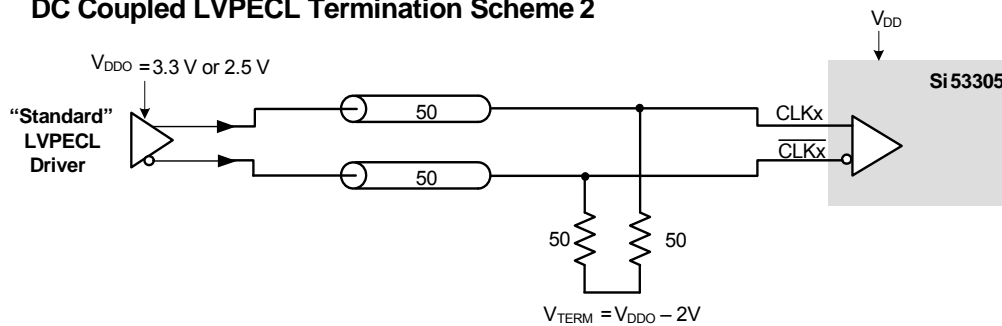 DC Coupled LVPECL Termination Scheme 2
VDD
VDDO = 3.3 V or 2.5 V
Si53305
"Standard"
LVPECL
Driver
50
CLKx
CLKx
50
50
50
VTERM = VDDO – 2V